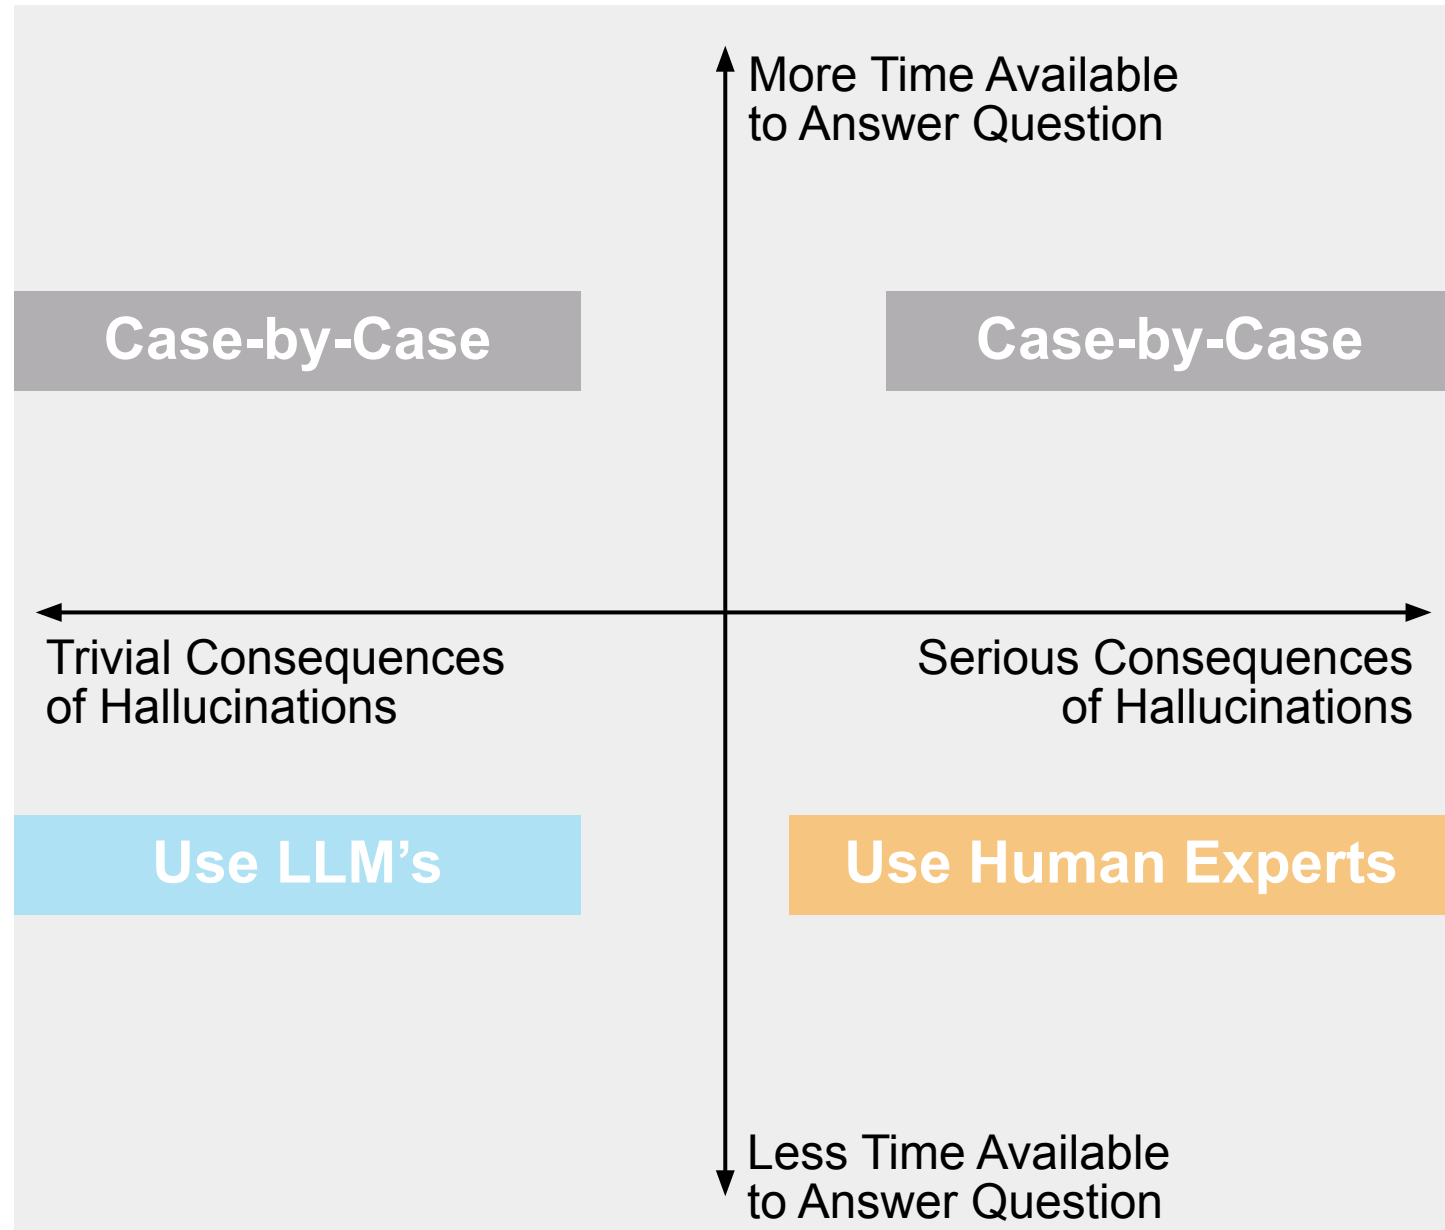 More Time Available
to Answer Question
Case-by-Case
Case-by-Case
Trivial Consequences
of Hallucinations
Serious Consequences
of Hallucinations
Use LLM’s
Use Human Experts
Less Time Available
to Answer Question